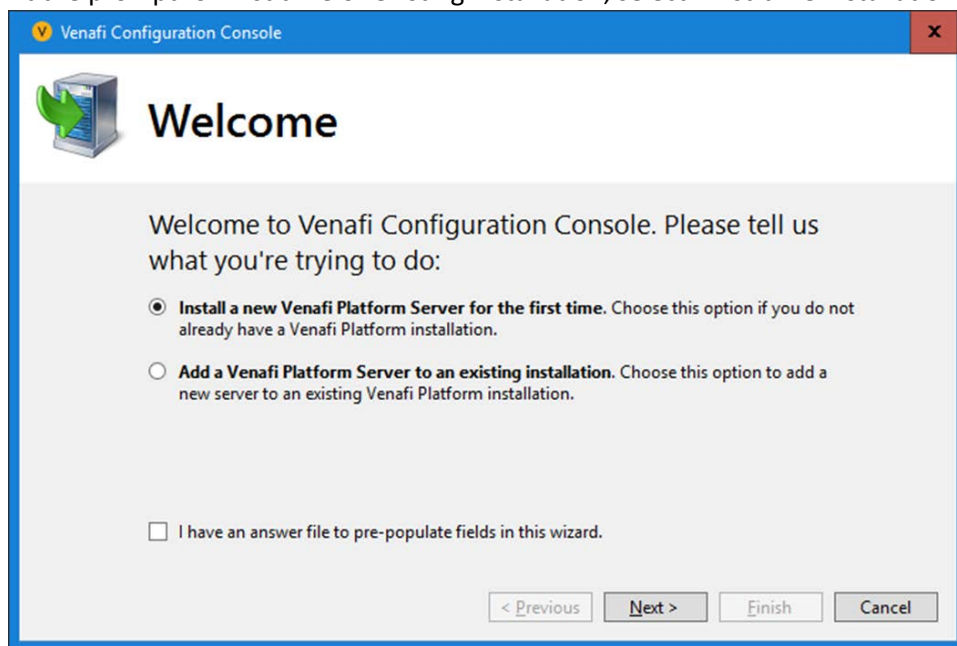 Venafi Configuration Console
x
Welcome
Welcome to Venafi Configuration Console. Please tell us
what you're trying to do:
Install a new Venafi Platform Server for the first time. Choose this option if you do not
already have a Venafi Platform installation.
Add a Venafi Platform Server to an existing installation. Choose this option to add a
new server to an existing Venafi Platform installation.
I have an answer file to pre-populate fields in this wizard.
< Previous Next > Finish Cancel